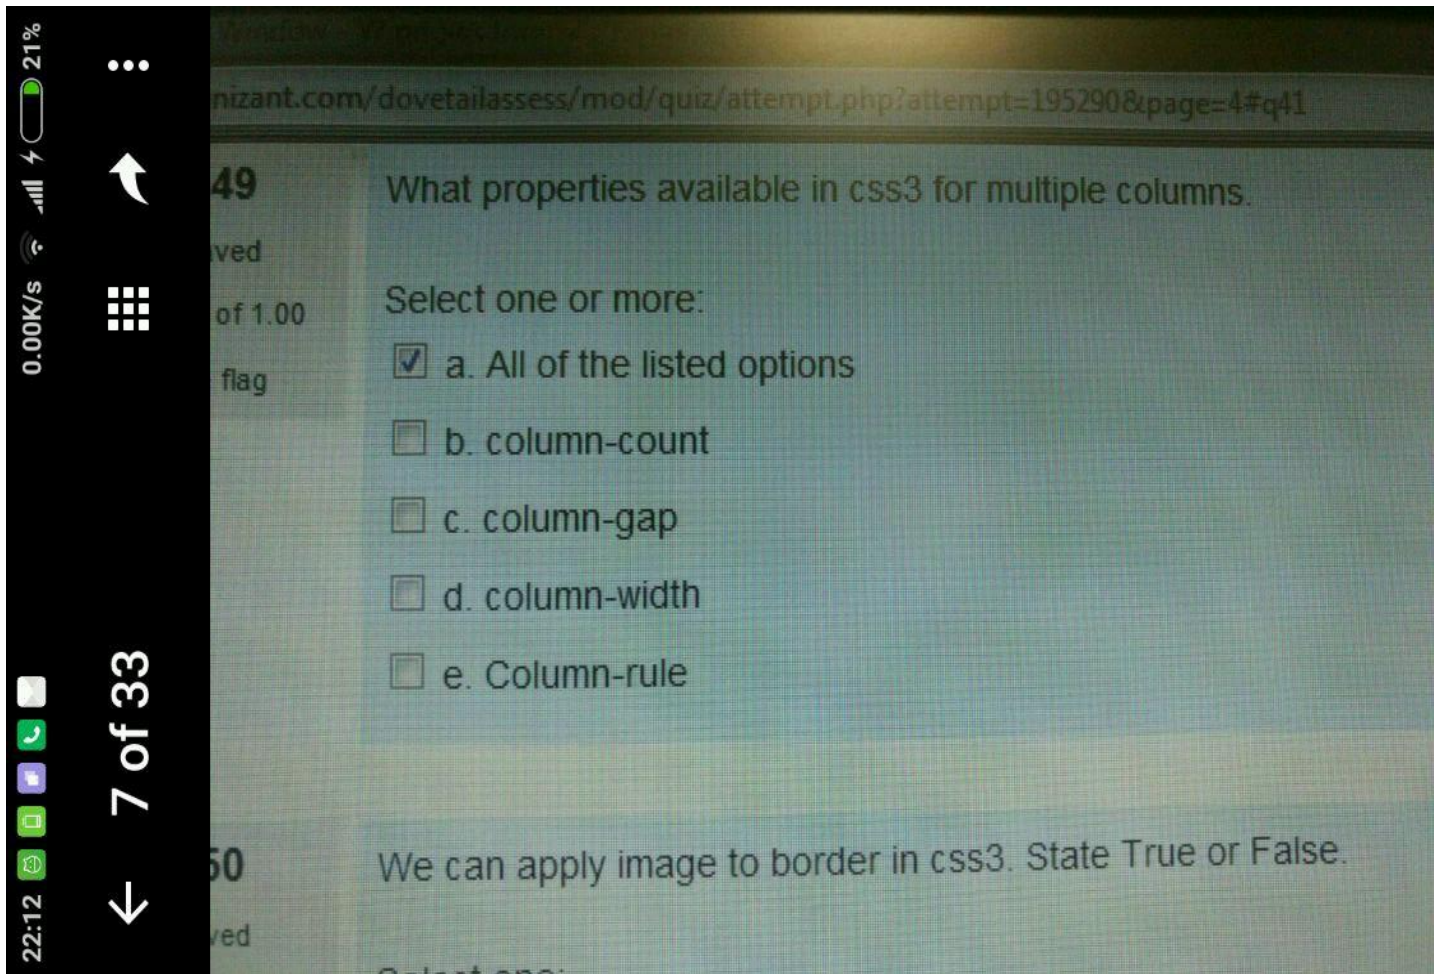 22:12
0.00K/s
21%
7 of 33
nizant.com/dovetailassess/mod/quiz/attempt.php?attempt=195290&page=4#q41
49
ved
of 1.00
flag
What properties available in css3 for multiple columns.
Select one or more:
a. All of the listed options
b. column-count
c. column-gap
d. column-width
e. Column-rule
50
ved
We can apply image to border in css3. State True or False.